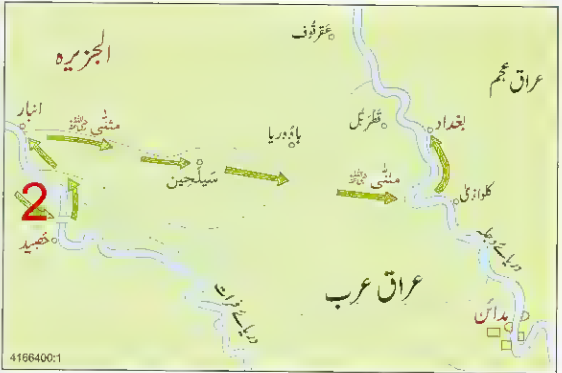 عقرقوف
الجزیرہ
عراق عجم
انبار
مثنیٰ
قطربل
بغداد
بادوریا
سیلحین
مثنیٰ
کلواذیٰ
2
دریائے دجلہ
عراق عرب
دریائے فرات
مدائن
4166400:1